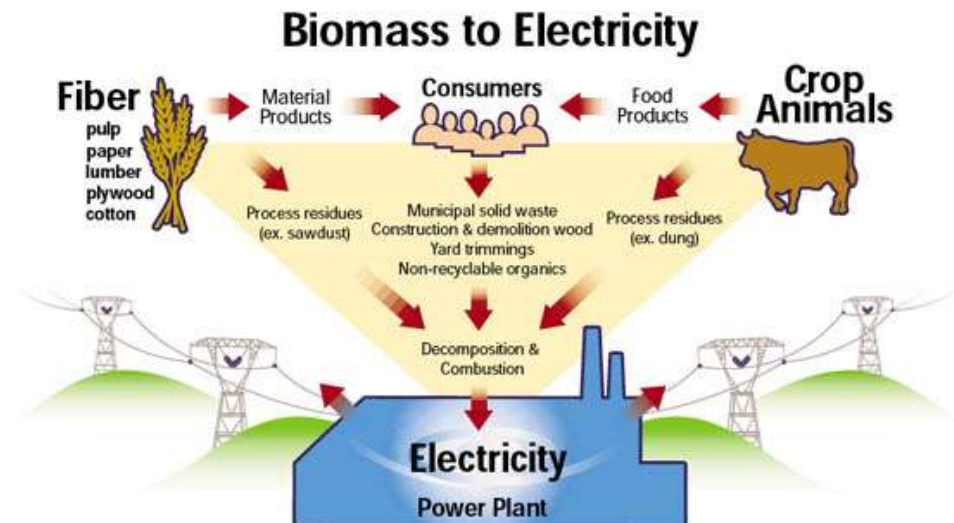 Biomass to Electricity
Fiber
pulp
paper
lumber
plywood
cotton
Material
Products
Consumers
Food
Products
Crop
Animals
Process residues
(ex. sawdust)
Municipal solid waste
Construction & demolition wood
Yard trimmings
Non-recyclable organics
Process residues
(ex. dung)
Decomposition &
Combustion
Electricity
Power Plant